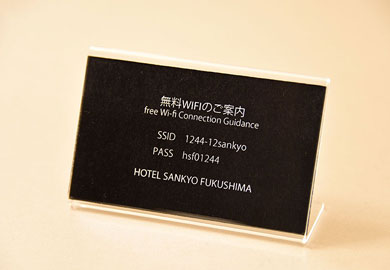 無料WIFIのご案内
free Wi-fi Connection Guidance
SSID 1244-12sankyo
PASS hsf01244
HOTEL SANKYO FUKUSHIMA